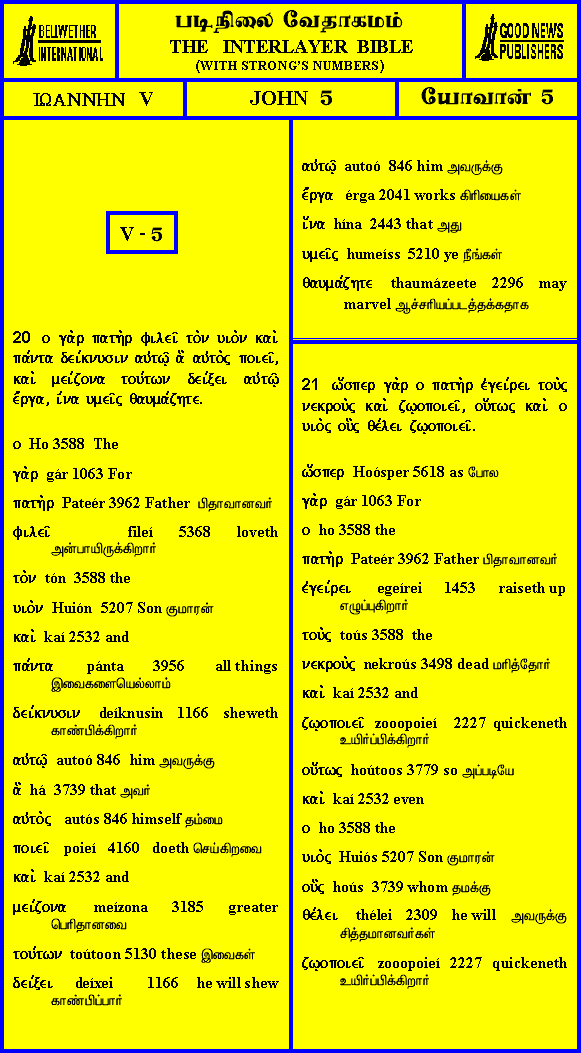 BELLWETHER
INTERNATIONAL
படிநிலை வேதாகமம்
THE INTERLAYER BIBLE
(WITH STRONG'S NUMBERS)
GOOD NEWS
PUBLISHERS
ΙΩΑΝΝΗΝ V
JOHN 5
யோவான் 5
V - 5
20 ο γὰρ πατὴρ φιλεῖ τὸν υιὸν καὶ
πάντα δείκνυσιν αὐτῷ ἃ αὐτὸς ποιεῖ,
καὶ μείζονα τούτων δείξει αὐτῷ
ἔργα, ἵνα υμεῖς θαυμάζητε.
ο Ho 3588 The
γὰρ gár 1063 For
πατὴρ Pateér 3962 Father பிதாவானவர்
φιλεῖ fileí 5368 loveth
அன்பாயிருக்கிறார்
τὸν tón 3588 the
υιὸν Huión 5207 Son குமாரன்
καὶ kaí 2532 and
πάντα pánta 3956 all things
இவைகளையெல்லாம்
δείκνυσιν deíknusin 1166 sheweth
காண்பிக்கிறார்
αὐτῷ autoó 846 him அவருக்கு
ἃ há 3739 that அவர்
αὐτὸς autós 846 himself தம்மை
ποιεῖ poieí 4160 doeth செய்கிறவை
καὶ kaí 2532 and
μείζονα meízona 3185 greater
பெரிதானவை
τούτων toútoon 5130 these இவைகள்
δείξει deíxei 1166 he will shew
காண்பிப்பார்
αὐτῷ autoó 846 him அவருக்கு
ἔργα érga 2041 works கிரியைகள்
ἵνα hína 2443 that அது
υμεῖς humeíss 5210 ye நீங்கள்
θαυμάζητε thaumázeete 2296 may
marvel ஆச்சரியப்படத்தக்கதாக
21 ὥσπερ γὰρ ο πατὴρ ἐγείρει τοὺς
νεκροὺς καὶ ζῳοποιεῖ, οὕτως καὶ ο
υιὸς οὓς θέλει ζῳοποιεῖ.
ὥσπερ Hoósper 5618 as போல
γὰρ gár 1063 For
ο ho 3588 the
πατὴρ Pateér 3962 Father பிதாவானவர்
ἐγείρει egeírei 1453 raiseth up
எழுப்புகிறார்
τοὺς toús 3588 the
νεκροὺς nekroús 3498 dead மரித்தோர்
καὶ kaí 2532 and
ζῳοποιεῖ zooopoieí 2227 quickeneth
உயிர்ப்பிக்கிறார்
οὕτως hoútoos 3779 so அப்படியே
καὶ kaí 2532 even
ο ho 3588 the
υιὸς Huiós 5207 Son குமாரன்
οὓς hoús 3739 whom தமக்கு
θέλει thélei 2309 he will அவருக்கு
சித்தமானவர்கள்
ζῳοποιεῖ zooopoieí 2227 quickeneth
உயிர்ப்பிக்கிறார்